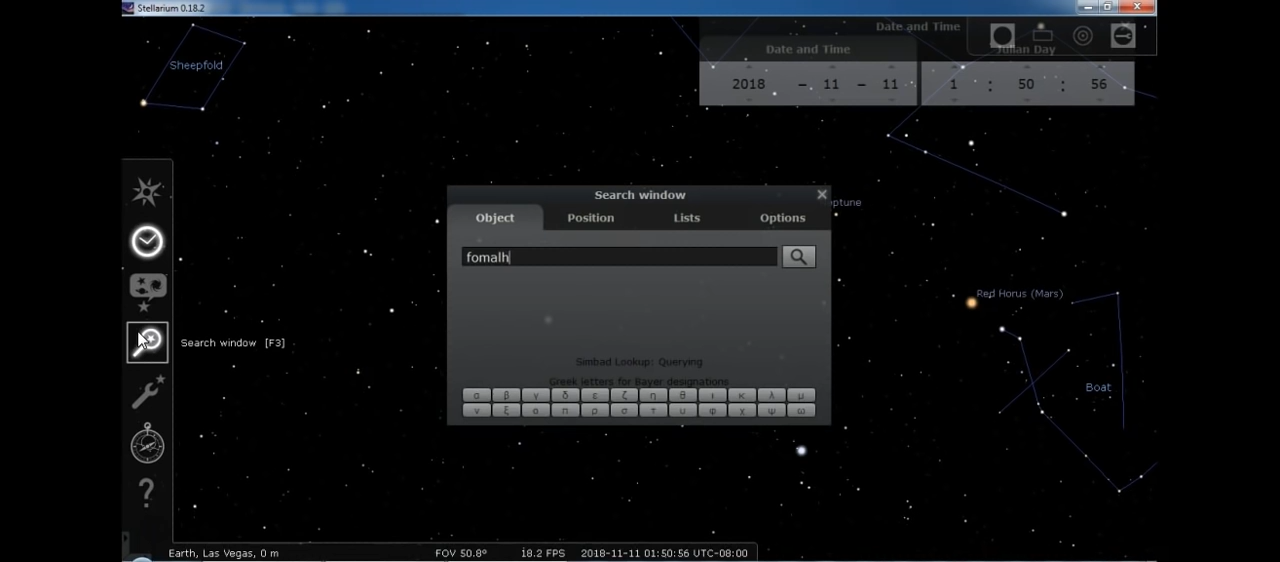 Stellarium 0.18.2
Date and Time
Date and Time
Julian Day
2018 – 11 – 11
1 : 50 : 56
Sheepfold
Search window
Object
Position
Lists
Options
eptune
fomalh
Red Horus (Mars)
Search window [F3]
Simbad Lookup: Querying
Greek letters for Bayer designations
α β γ δ ε ζ η θ ι κ λ μ
ν ξ ο π ρ σ τ υ φ χ ψ ω
Boat
Earth, Las Vegas, 0 m
FOV 50.8°
18.2 FPS
2018-11-11 01:50:56 UTC-08:00